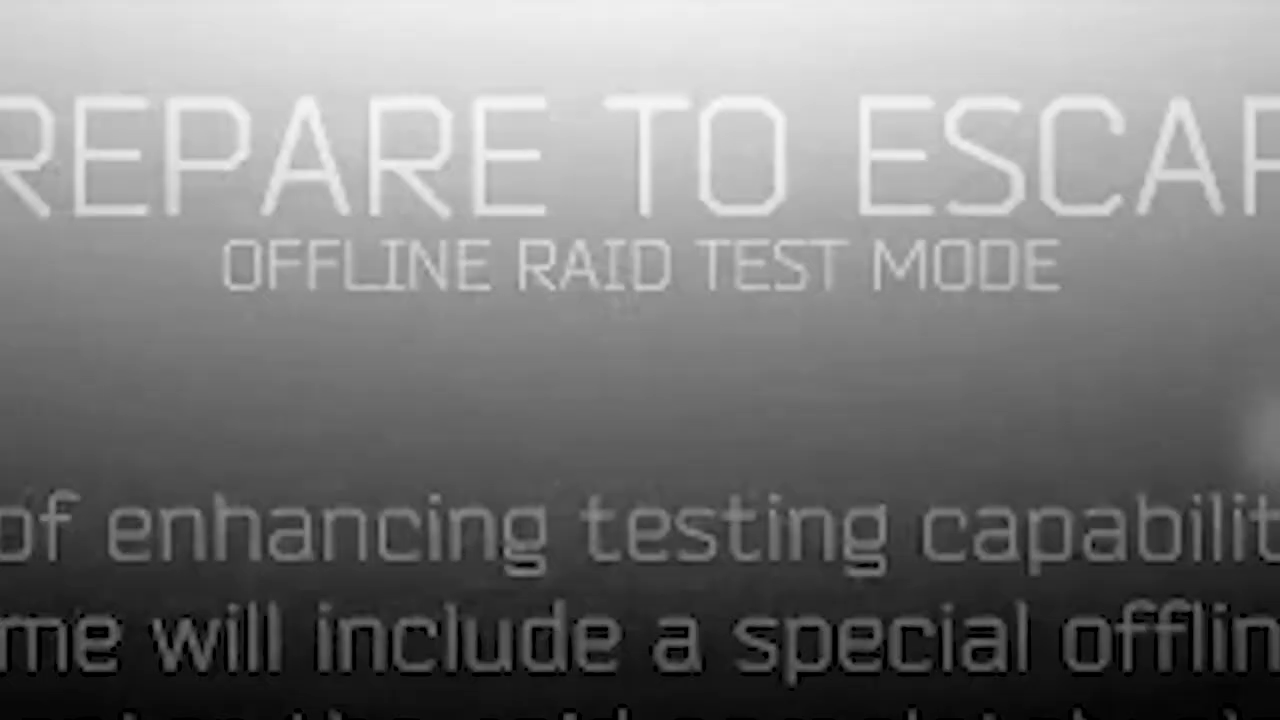 REPARE TO ESCAP
OFFLINE RAID TEST MODE
of enhancing testing capabilit
me will include a special offlin